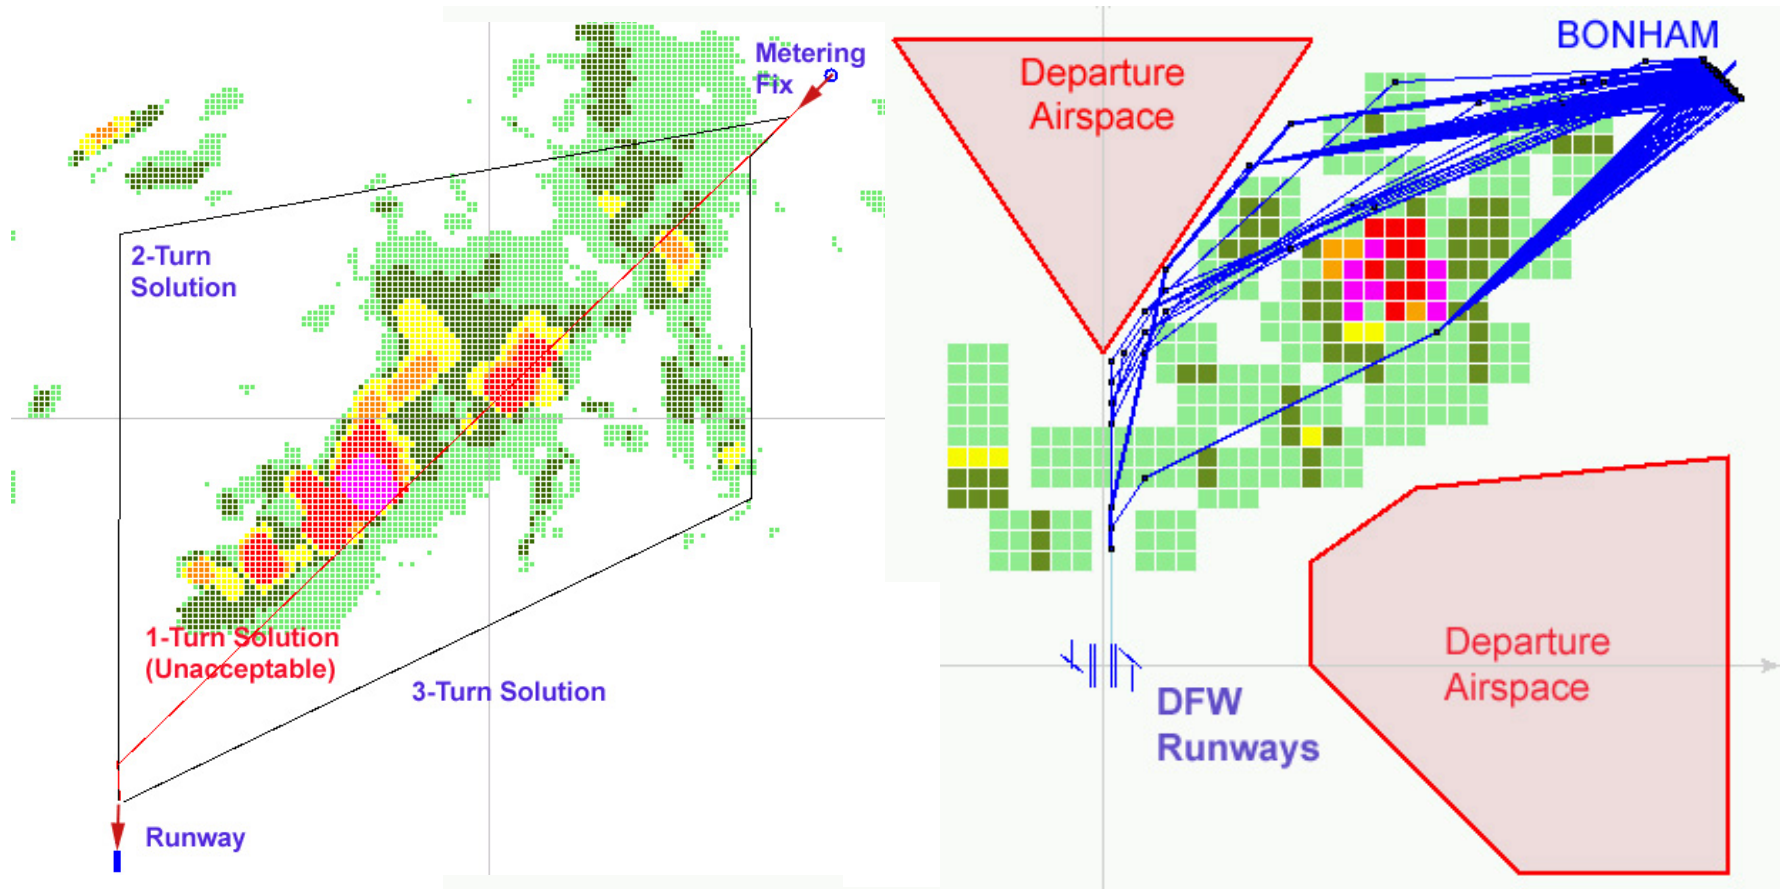 Metering
Fix
2-Turn
Solution
1-Turn Solution
(Unacceptable)
3-Turn Solution
Runway
BONHAM
Departure
Airspace
Departure
Airspace
DFW
Runways